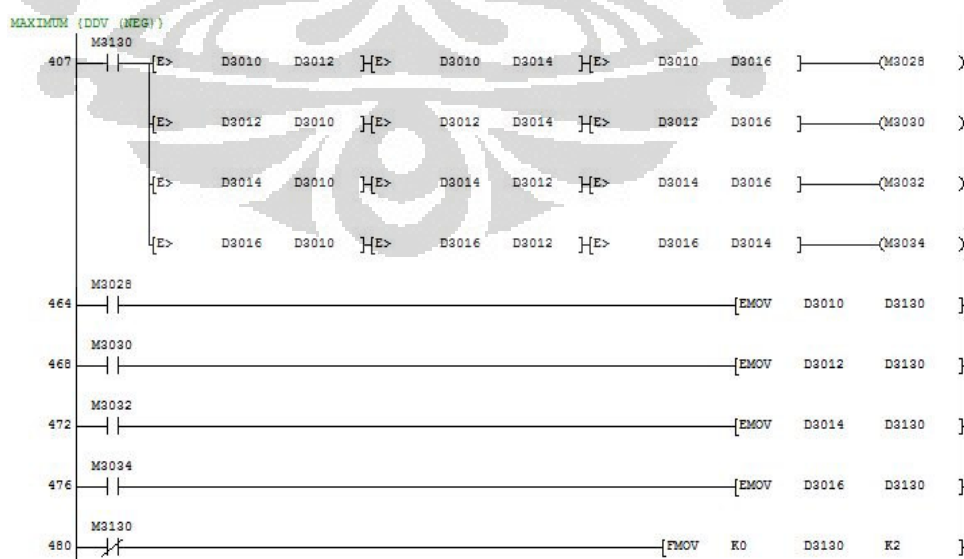 MAXIMUM {DDV (NEG)}
M3130
407 [E> D3010 D3012 ] [E> D3010 D3014 ] [E> D3010 D3016 ] (M3028 )
[E> D3012 D3010 ] [E> D3012 D3014 ] [E> D3012 D3016 ] (M3030 )
[E> D3014 D3010 ] [E> D3014 D3012 ] [E> D3014 D3016 ] (M3032 )
[E> D3016 D3010 ] [E> D3016 D3012 ] [E> D3016 D3014 ] (M3034 )
M3028
464 [EMOV D3010 D3130 ]
M3030
468 [EMOV D3012 D3130 ]
M3032
472 [EMOV D3014 D3130 ]
M3034
476 [EMOV D3016 D3130 ]
M3130
480 [FMOV K0 D3130 K2 ]